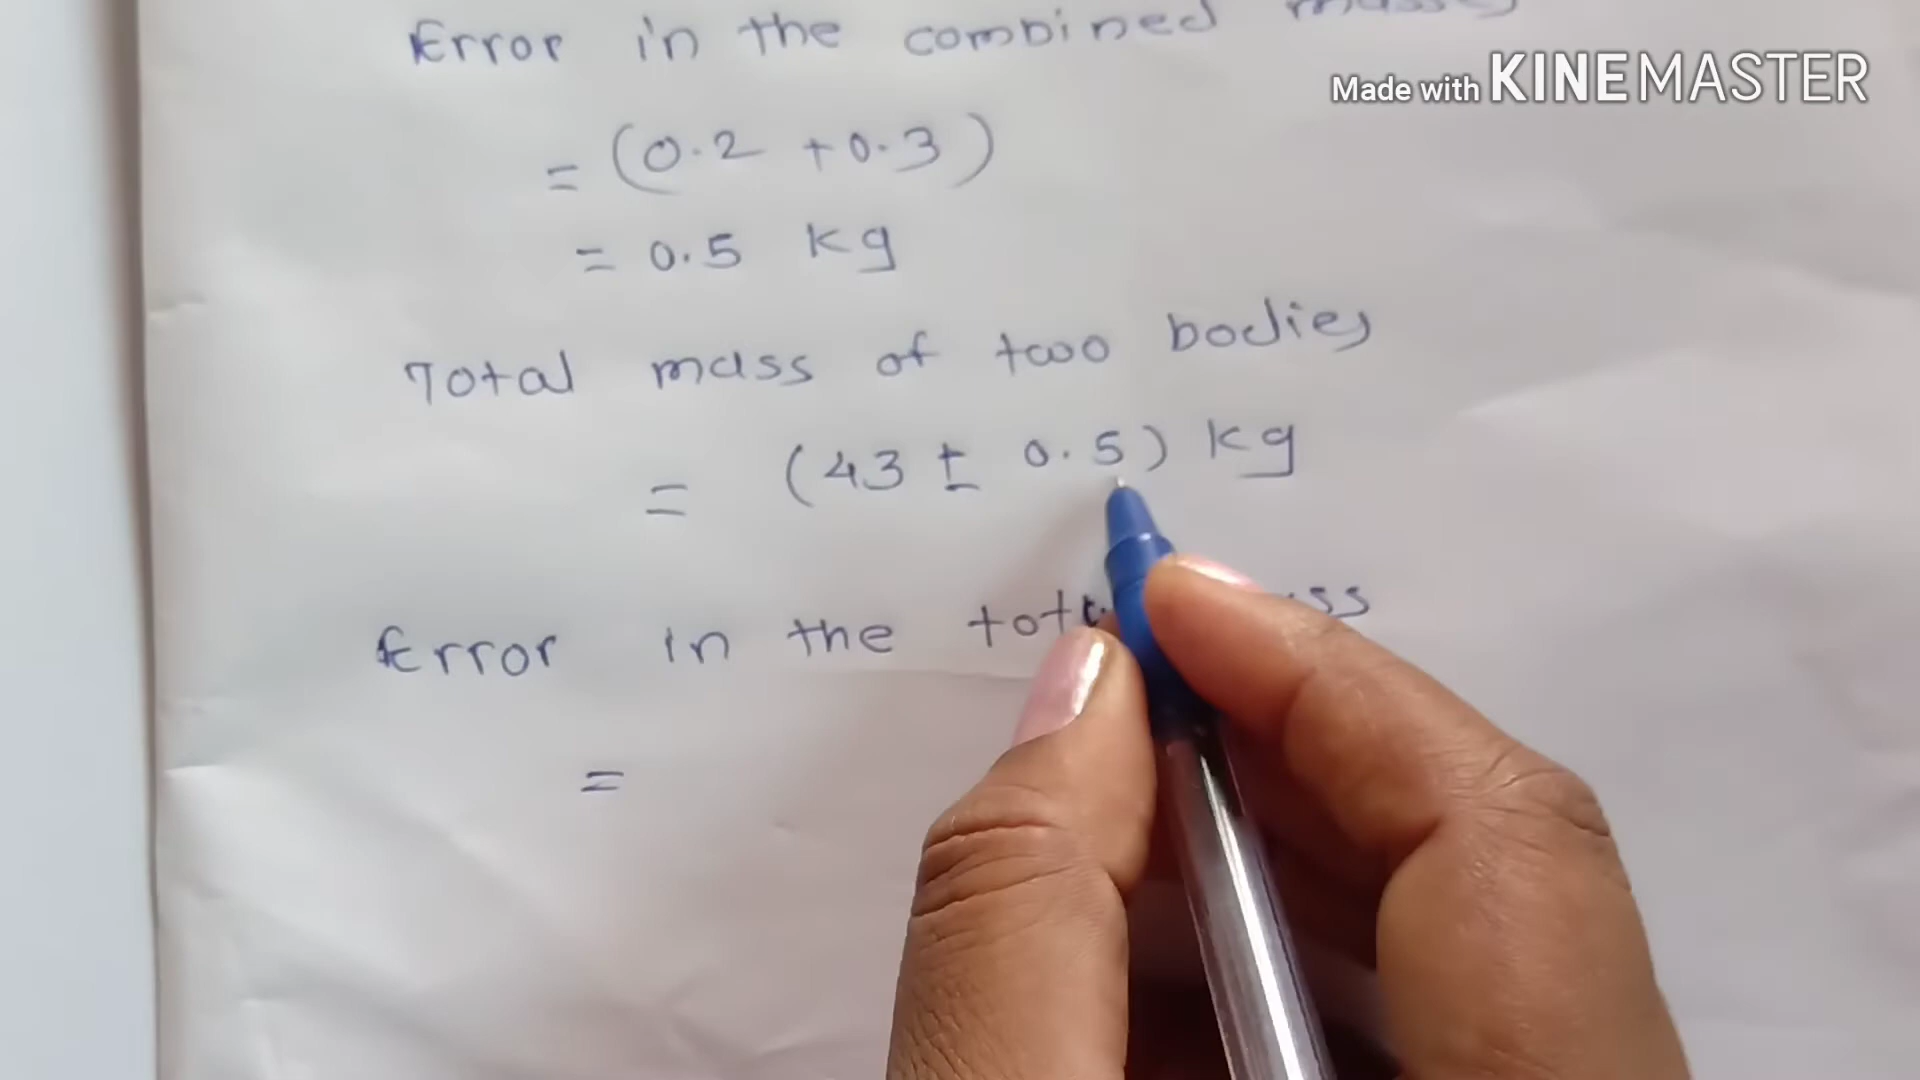 Error in the combined
Made with KINEMASTER
= (0.2 + 0.3)
= 0.5 kg
Total mass of two bodies
= (43 ± 0.5) kg
Error in the
=